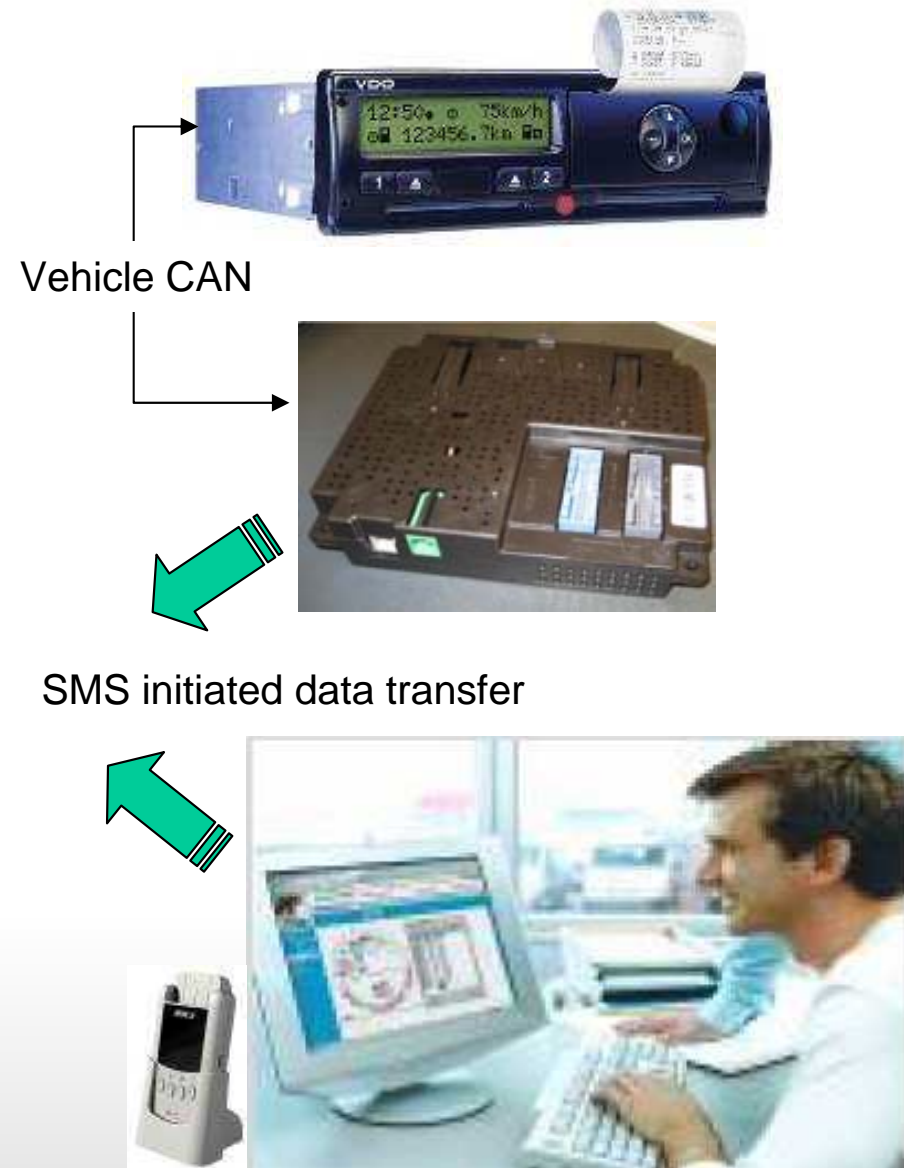 VDO
12:50 75km/h
123456.7km
1 2
Vehicle CAN
SMS initiated data transfer